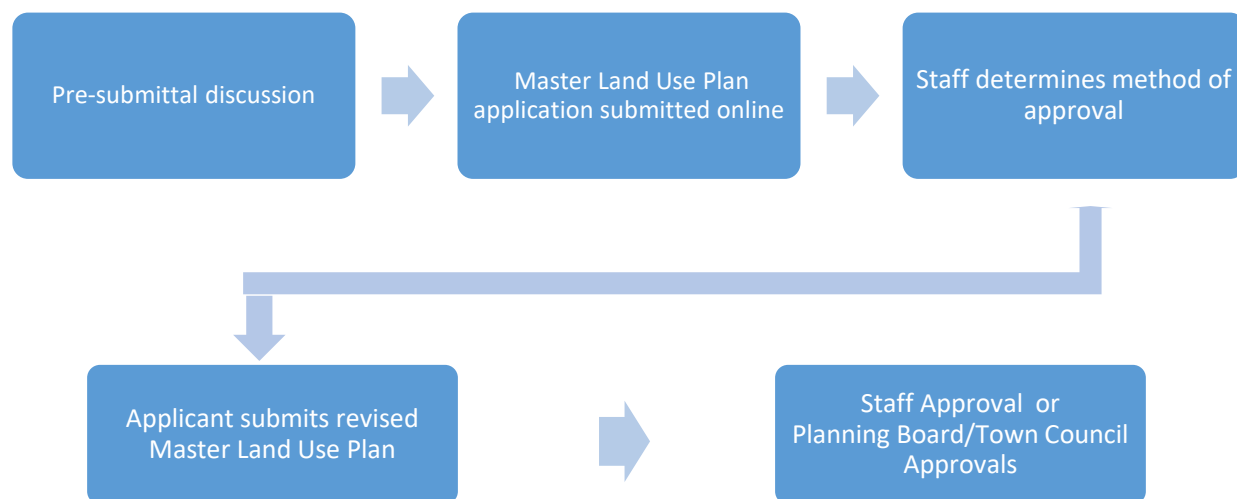 Pre-submittal discussion
Master Land Use Plan
application submitted online
Staff determines method of
approval
Applicant submits revised
Master Land Use Plan
Staff Approval or
Planning Board/Town Council
Approvals